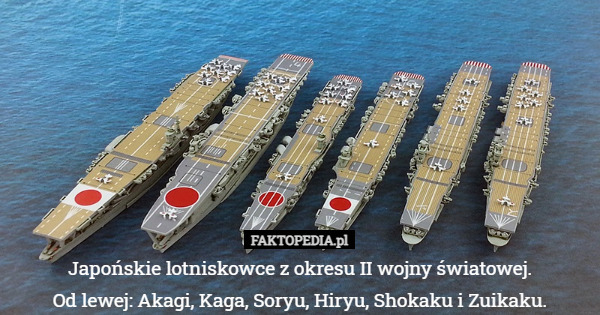 FAKTOPEDIA.pl
Japońskie lotniskowce z okresu II wojny światowej.
Od lewej: Akagi, Kaga, Soryu, Hiryu, Shokaku i Zuikaku.